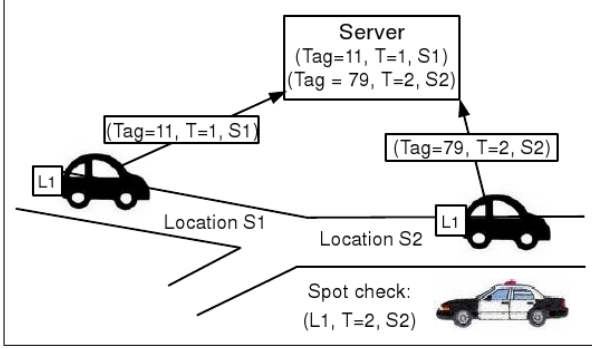 Server
(Tag=11, T=1, S1)
(Tag = 79, T=2, S2)
(Tag=11, T=1, S1)
(Tag=79, T=2, S2)
L1
L1
Location S1
Location S2
Spot check:
(L1, T=2, S2)